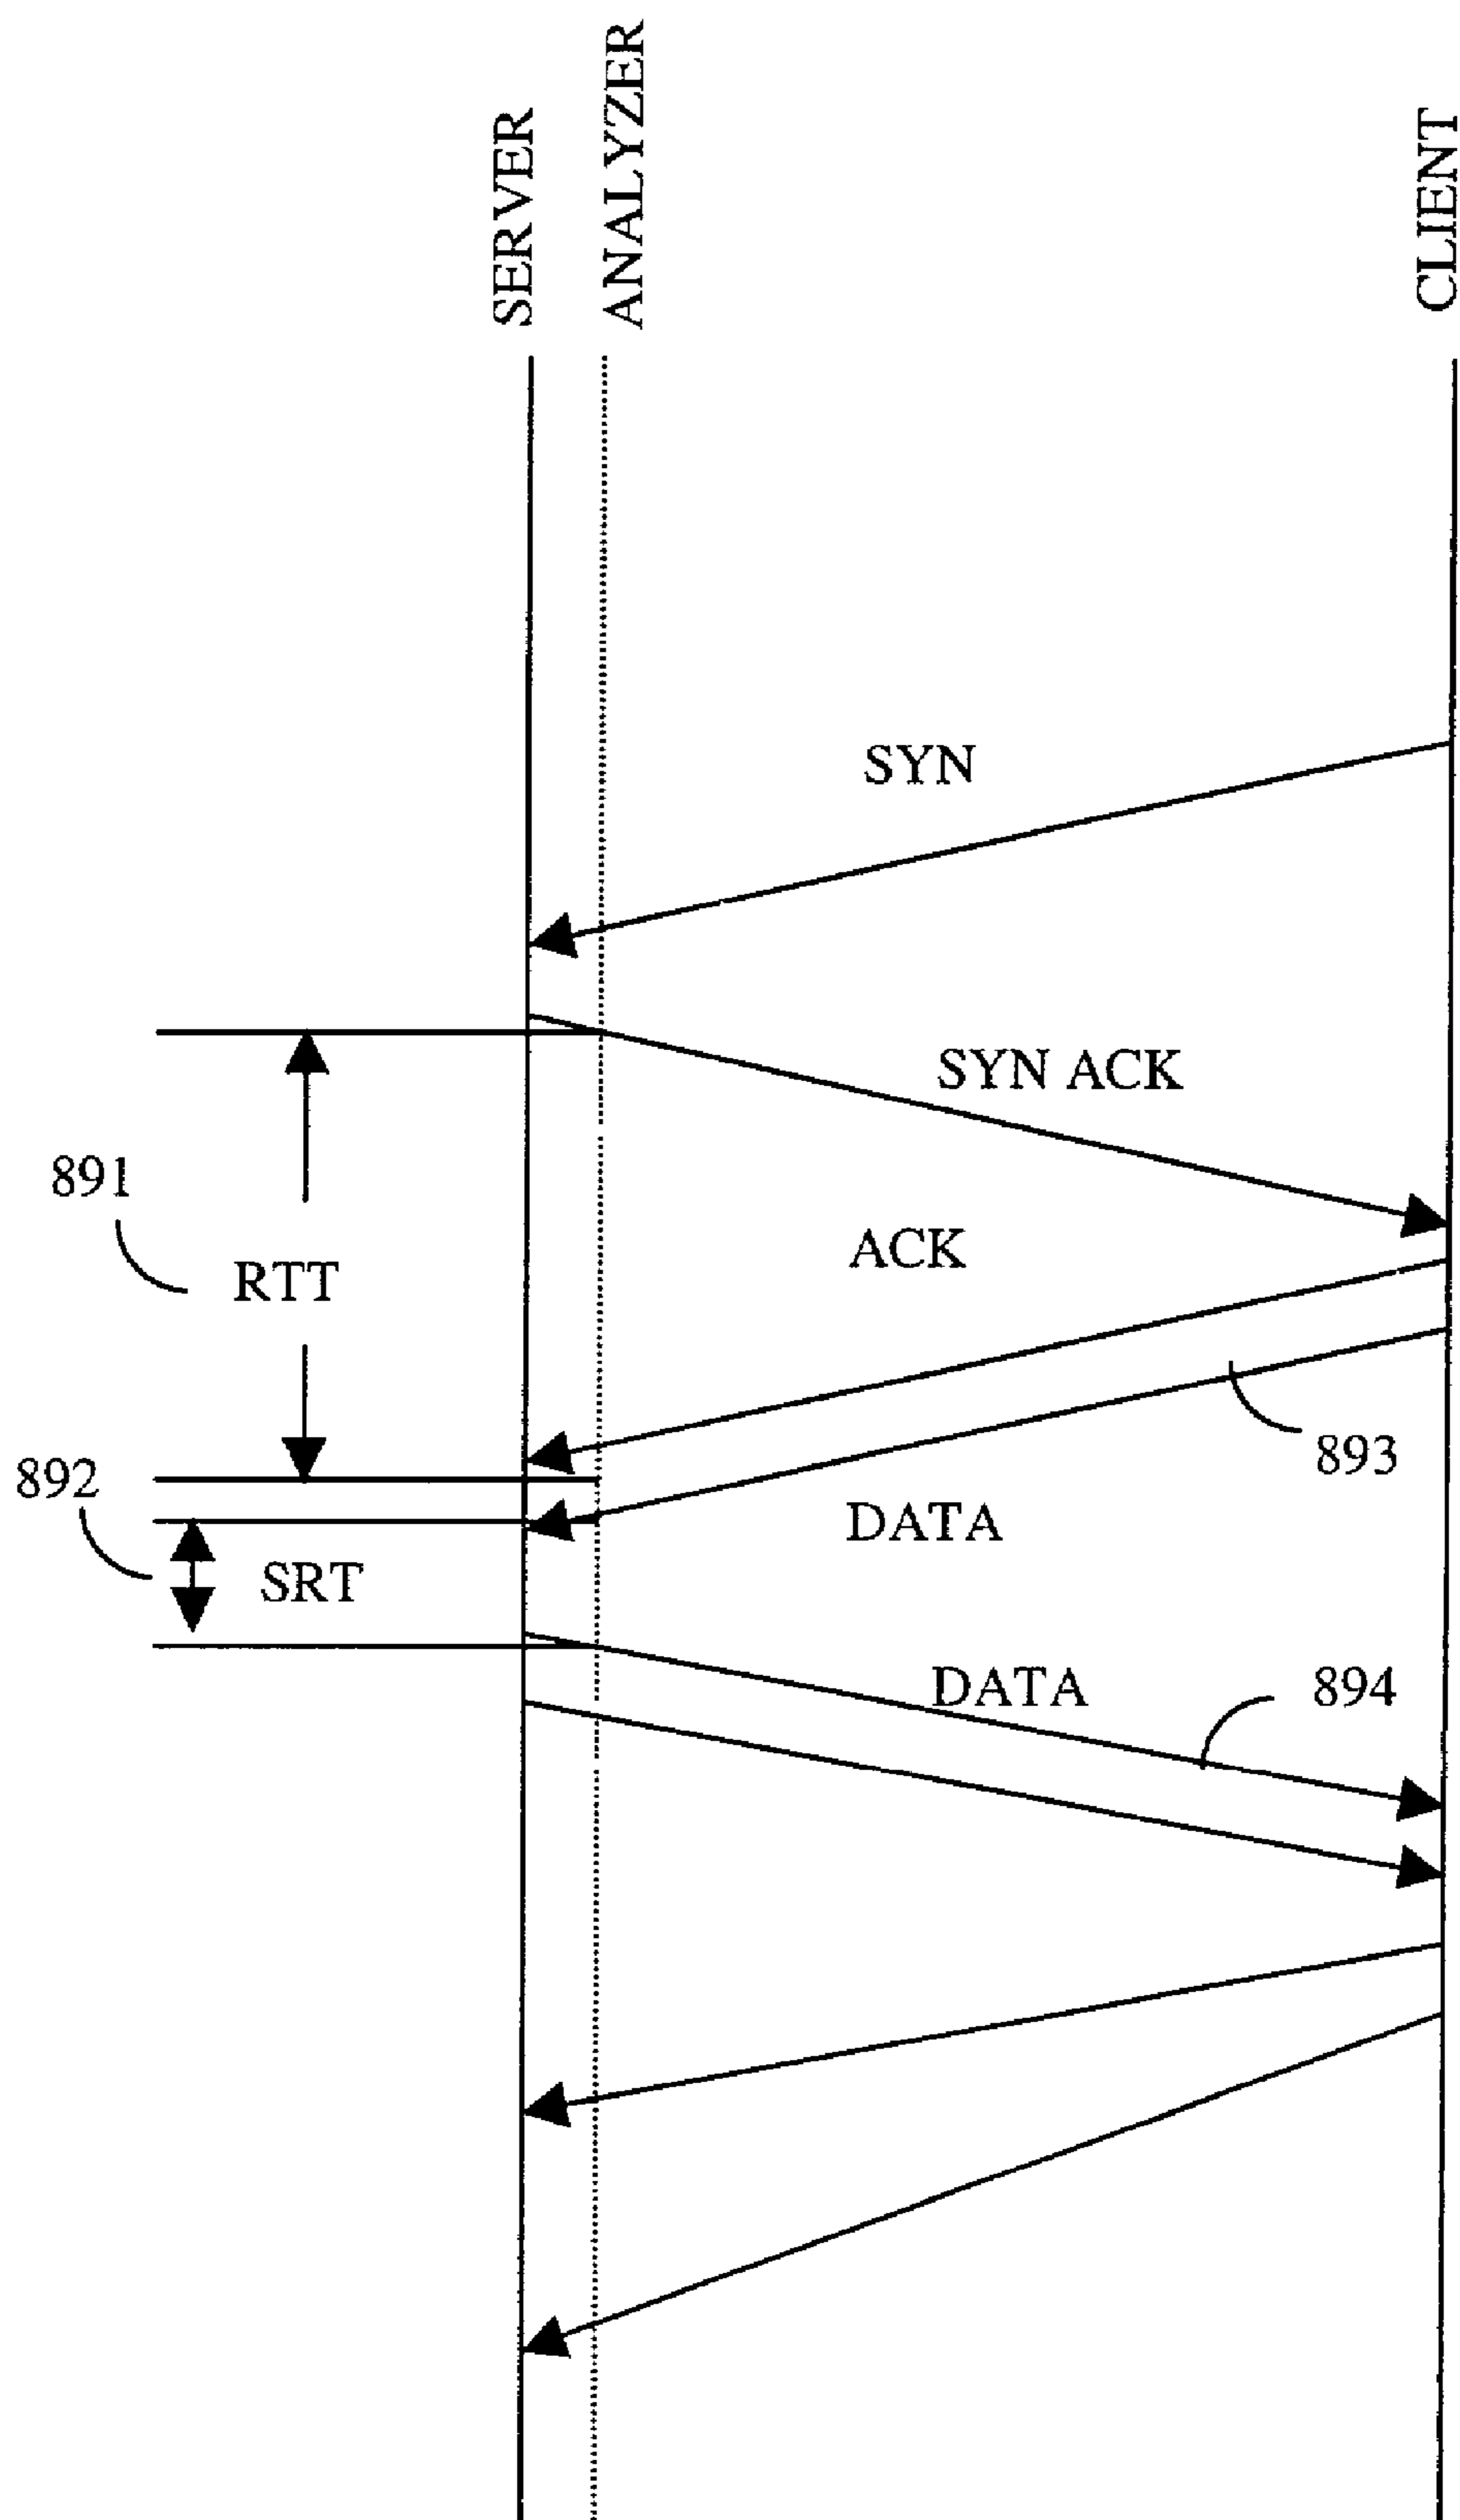 SERVER
ANALYZER
CLIENT
SYN
SYN ACK
891
ACK
RTT
893
892
DATA
SRT
DATA
894